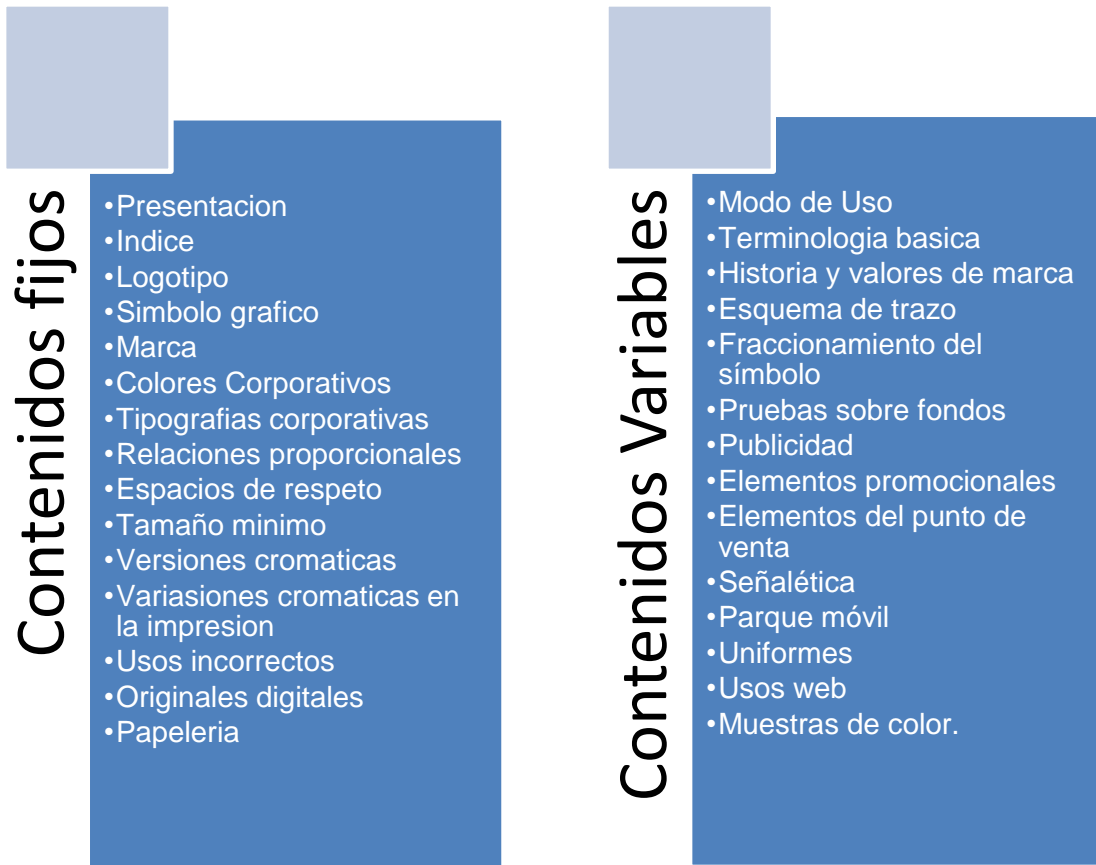 Contenidos fijos
•Presentacion
•Indice
•Logotipo
•Simbolo grafico
•Marca
•Colores Corporativos
•Tipografias corporativas
•Relaciones proporcionales
•Espacios de respeto
•Tamaño minimo
•Versiones cromaticas
•Variasiones cromaticas en
la impresion
•Usos incorrectos
•Originales digitales
•Papeleria
Contenidos Variables
•Modo de Uso
•Terminologia basica
•Historia y valores de marca
•Esquema de trazo
•Fraccionamiento del
símbolo
•Pruebas sobre fondos
•Publicidad
•Elementos promocionales
•Elementos del punto de
venta
•Señalética
•Parque móvil
•Uniformes
•Usos web
•Muestras de color.